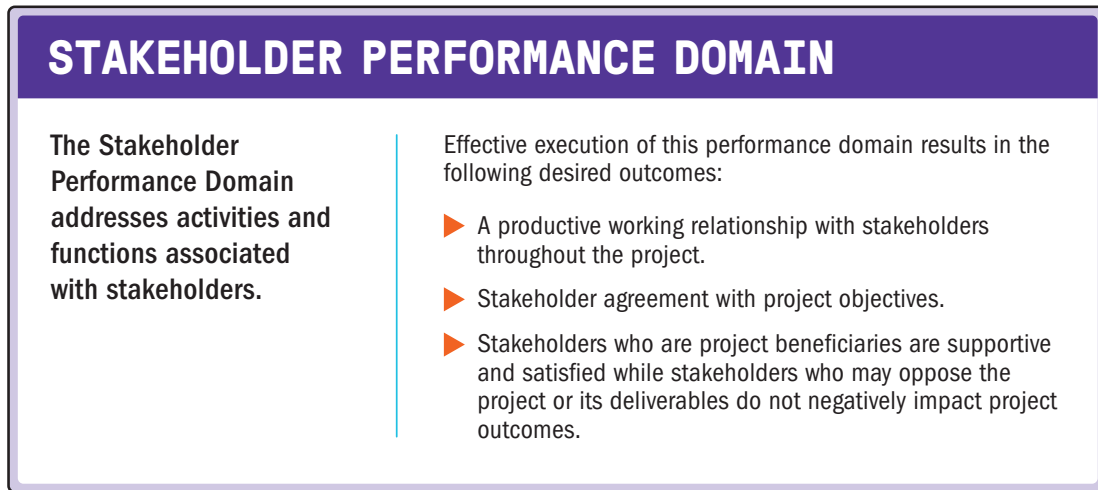 STAKEHOLDER PERFORMANCE DOMAIN
The Stakeholder
Performance Domain
addresses activities and
functions associated
with stakeholders.
Effective execution of this performance domain results in the
following desired outcomes:
A productive working relationship with stakeholders
throughout the project.
Stakeholder agreement with project objectives.
Stakeholders who are project beneficiaries are supportive
and satisfied while stakeholders who may oppose the
project or its deliverables do not negatively impact project
outcomes.